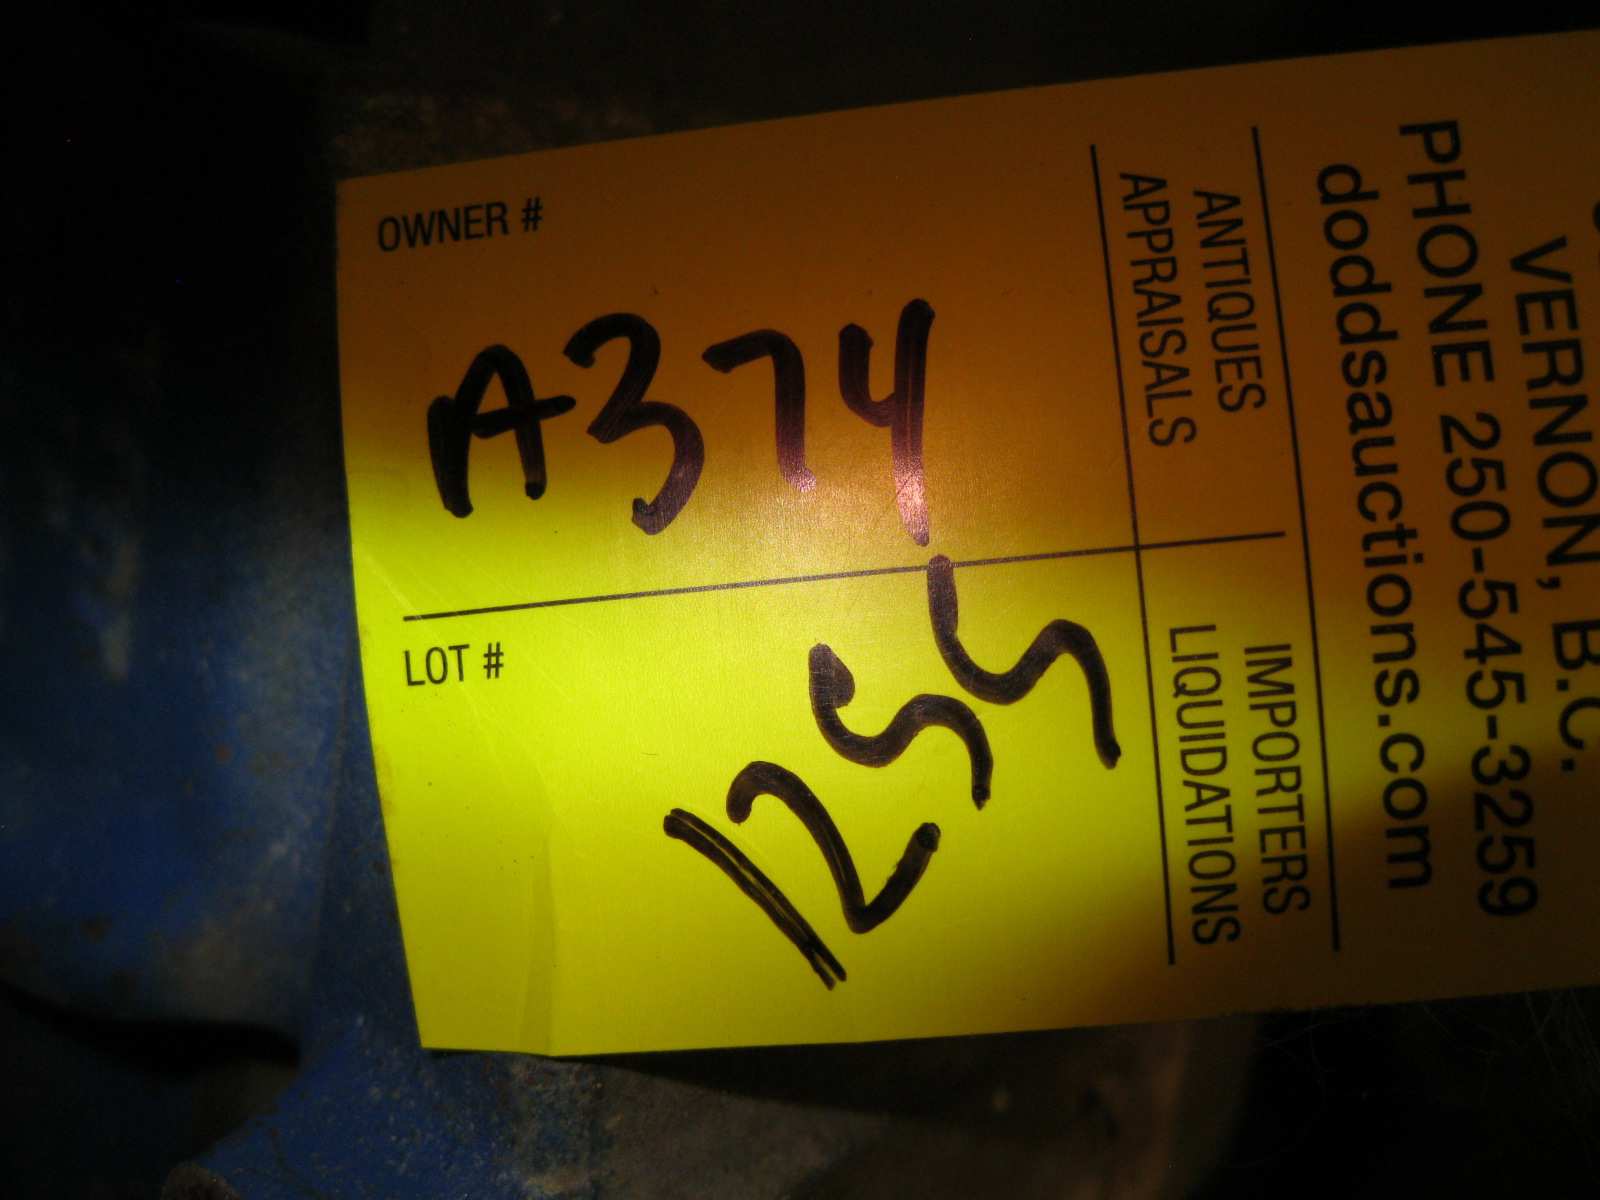 VERNON, B.C.
PHONE 250-545-3259
doddsauctions.com
ANTIQUES
APPRAISALS
IMPORTERS
LIQUIDATIONS
OWNER #
A374
LOT #
1255